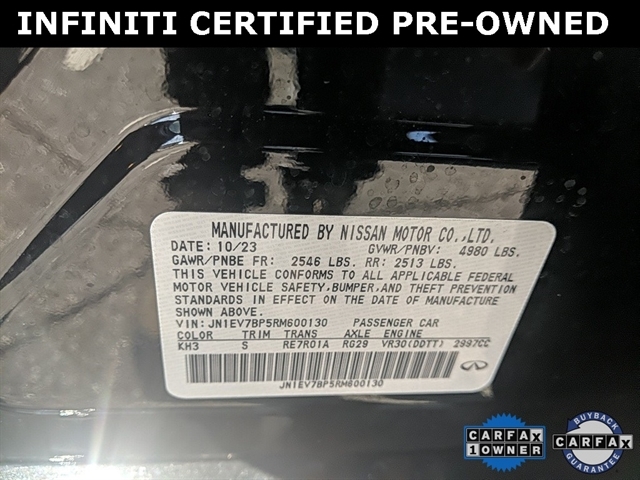 INFINITI CERTIFIED PRE-OWNED
MANUFACTURED BY NISSAN MOTOR CO.,LTD.
DATE: 10/23 GVWR/PNBV: 4980 LBS.
GAWR/PNBE FR: 2546 LBS. RR: 2513 LBS.
THIS VEHICLE CONFORMS TO ALL APPLICABLE FEDERAL
MOTOR VEHICLE SAFETY,BUMPER,AND THEFT PREVENTION
STANDARDS IN EFFECT ON THE DATE OF MANUFACTURE
SHOWN ABOVE.
VIN: JN1EV7BP5RM600130 PASSENGER CAR
COLOR TRIM TRANS AXLE ENGINE
KH3 S RE7R01A RG29 VR30(DDTT) 2997CC
JN1EV7BP5RM600130
CARFAX
1 OWNER
BUYBACK
CARFAX
GUARANTEE